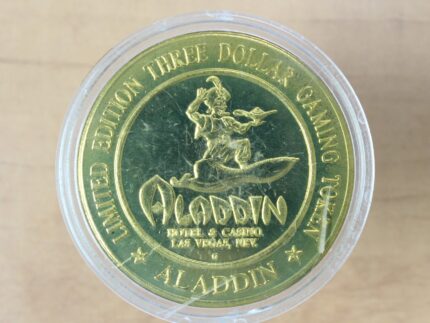 LIMITED EDITION THREE DOLLAR GAMING TOKEN
ALADDIN
HOTEL & CASINO
LAS VEGAS, NEV.
★ ALADDIN ★